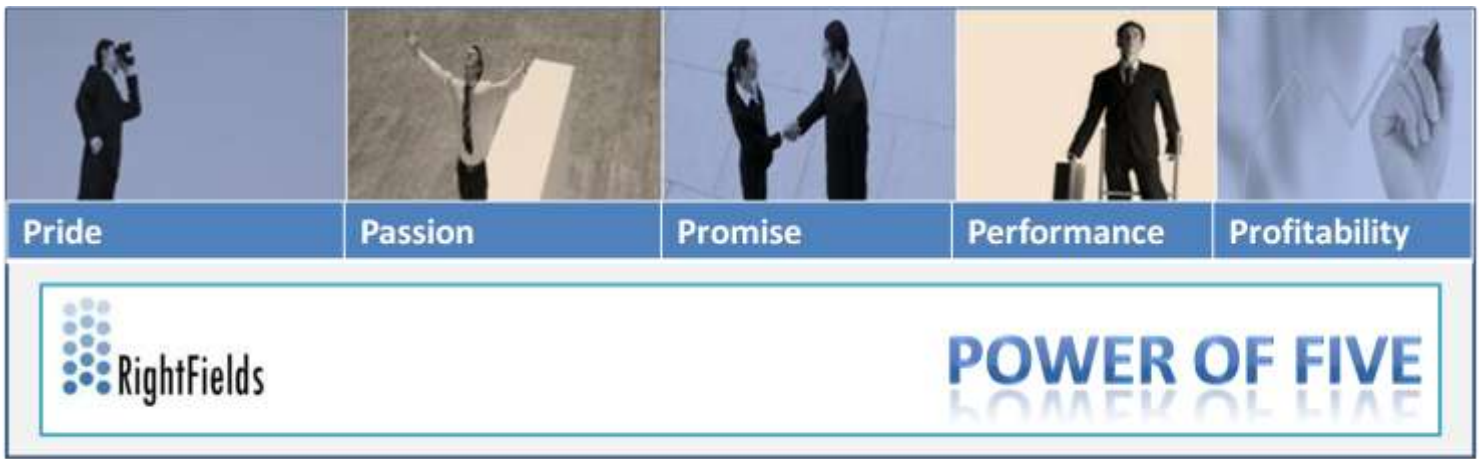 Pride Passion Promise Performance Profitability
RightFields
POWER OF FIVE